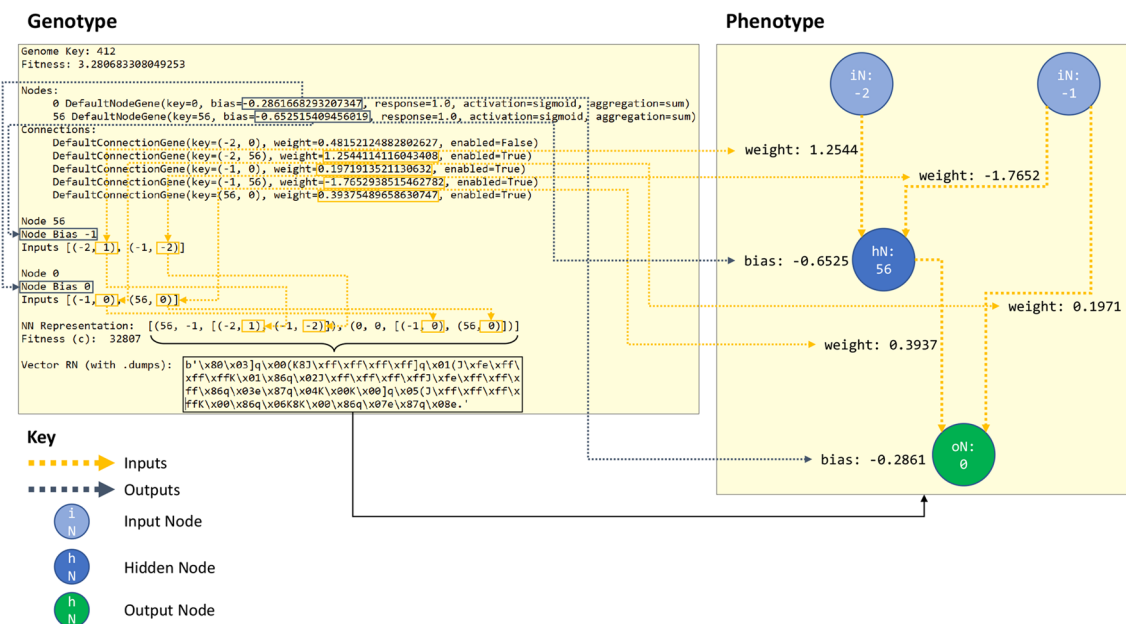 Genotype
Genome Key: 412
Fitness: 3.280683308049253
Nodes:
0 DefaultNodeGene(key=0, bias=-0.2861668293207347, response=1.0, activation=sigmoid, aggregation=sum)
56 DefaultNodeGene(key=56, bias=-0.652515409456019, response=1.0, activation=sigmoid, aggregation=sum)
Connections:
DefaultConnectionGene(key=(-2, 0), weight=0.48152124882802627, enabled=False)
DefaultConnectionGene(key=(-2, 56), weight=1.2544114116043408, enabled=True)
DefaultConnectionGene(key=(-1, 0), weight=0.1971913521130632, enabled=True)
DefaultConnectionGene(key=(-1, 56), weight=-1.7652938515462782, enabled=True)
DefaultConnectionGene(key=(56, 0), weight=0.39375489658630747, enabled=True)
Node 56
Node Bias -1
Inputs [(-2, 1), (-1, -2)]
Node 0
Node Bias 0
Inputs [(-1, 0), (56, 0)]
NN Representation: [(56, -1, [(-2, 1), (-1, -2)]), (0, 0, [(-1, 0), (56, 0)])]
Fitness (c): 32807
Vector RN (with .dumps):
b'\x80\x03]q\x00(K8J\xff\xff\xff\xff]q\x01(J\xfe\xff\
xff\xffK\x01\x86q\x02J\xff\xff\xff\xffJ\xfe\xff\xff\x
ff\x86q\x03e\x87q\x04K\x00K\x00]q\x05(J\xff\xff\xff\x
ffK\x00\x86q\x06K8K\x00\x86q\x07e\x87q\x08e.'
Phenotype
iN:
-2
iN:
-1
weight: 1.2544
weight: -1.7652
bias: -0.6525
hN:
56
weight: 0.1971
weight: 0.3937
bias: -0.2861
oN:
0
Key
Inputs
Outputs
i
N
Input Node
h
N
Hidden Node
h
N
Output Node